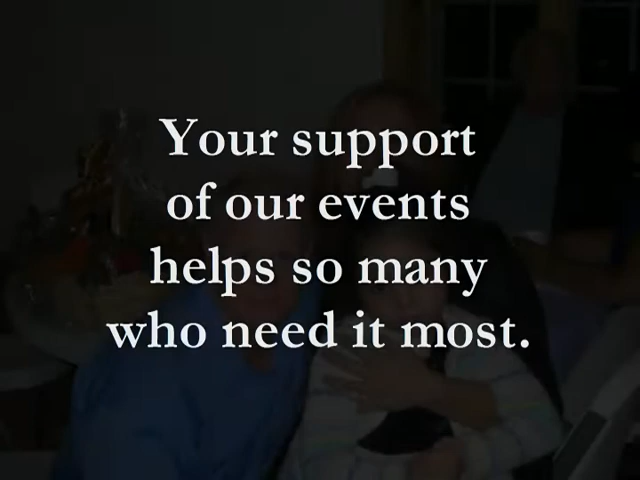 Your support
of our events
helps so many
who need it most.